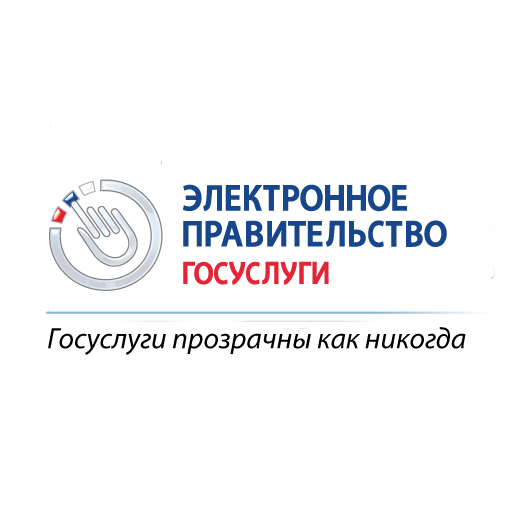 ЭЛЕКТРОННОЕ
ПРАВИТЕЛЬСТВО
ГОСУСЛУГИ
Госуслуги прозрачны как никогда